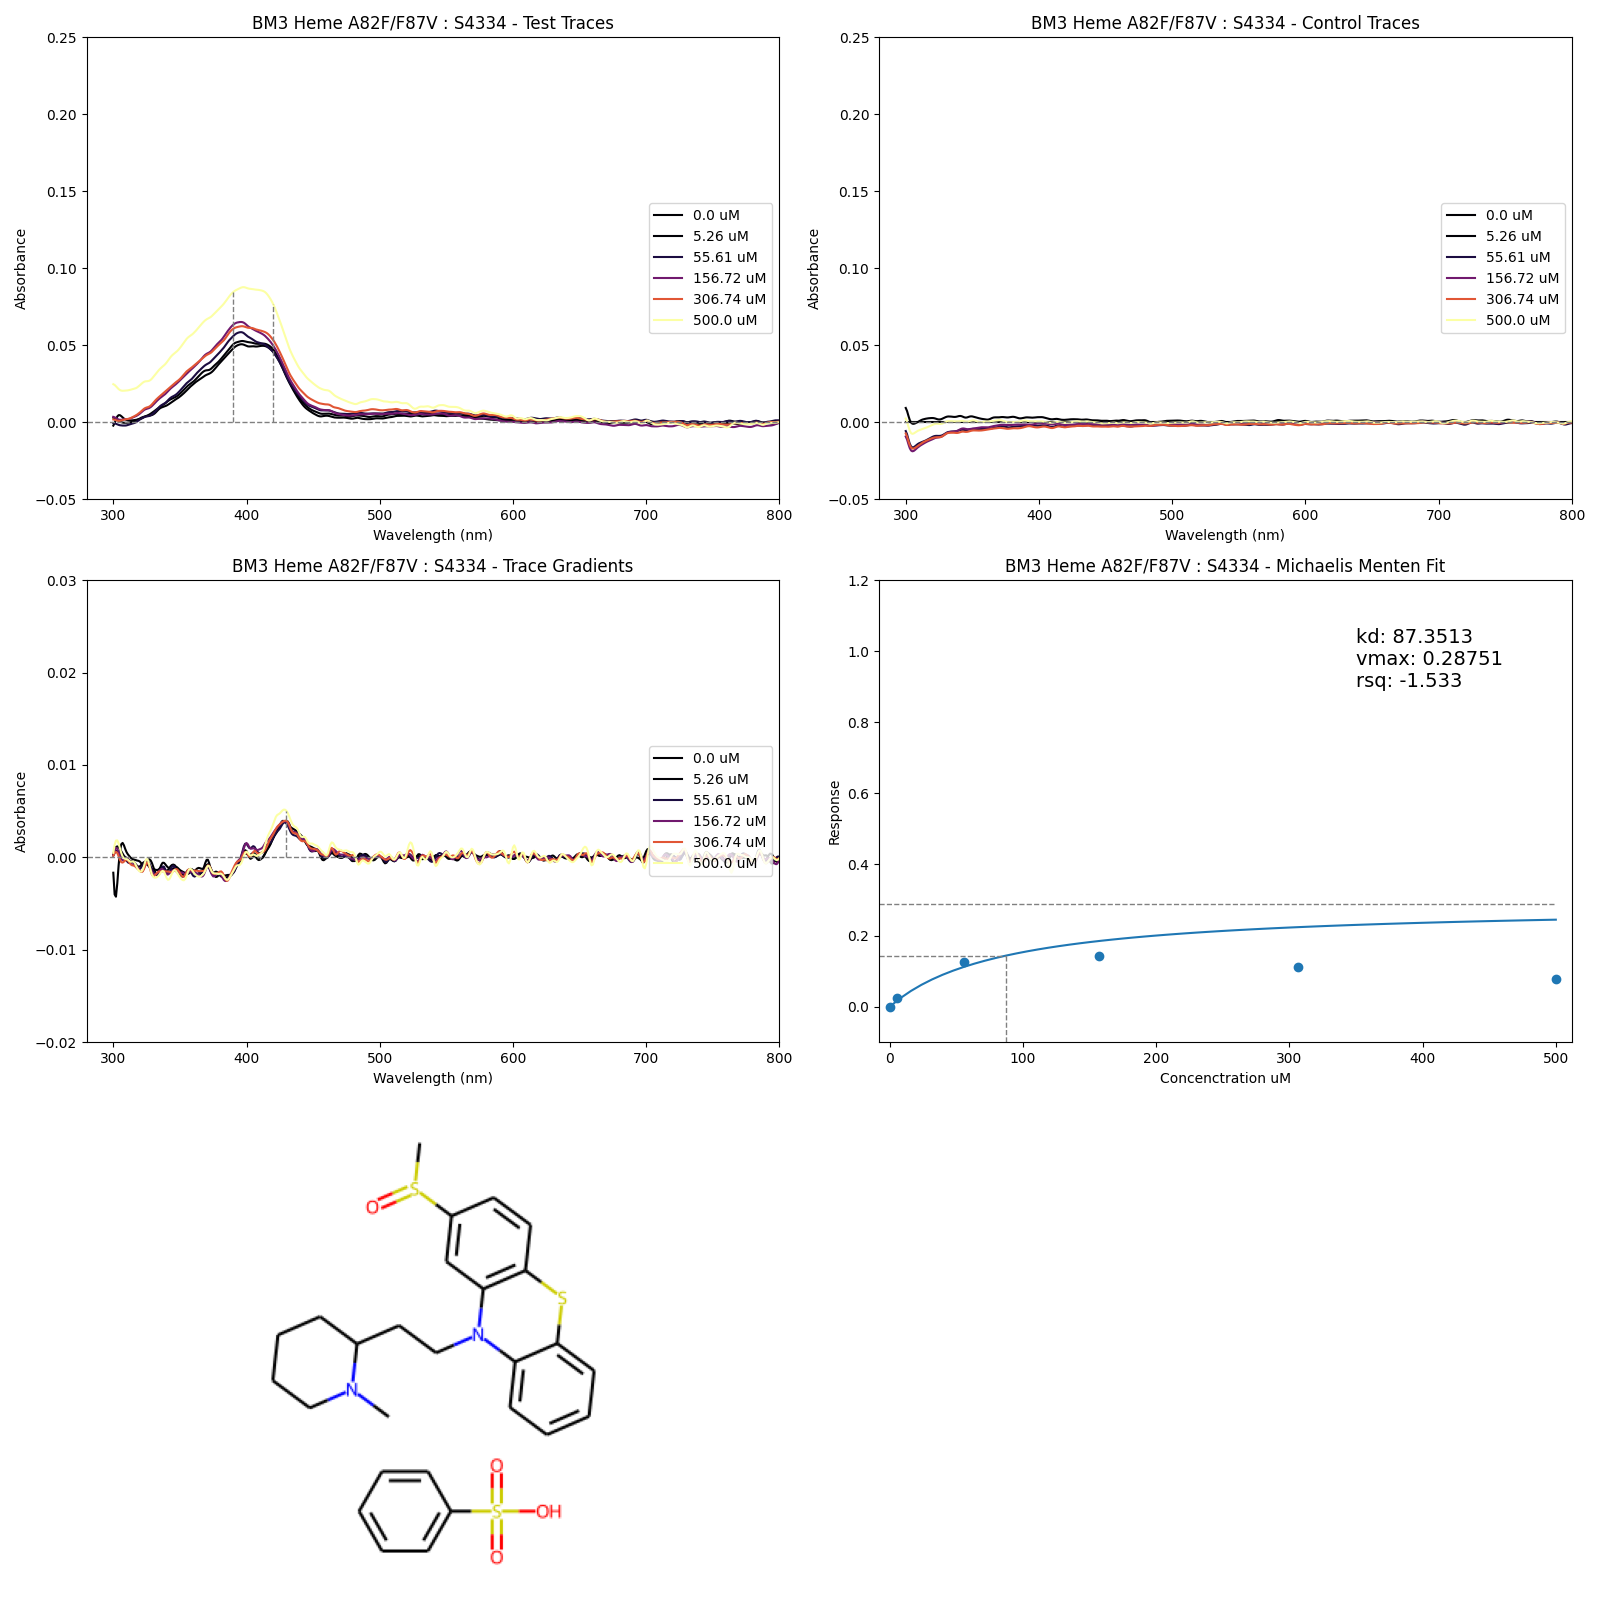 BM3 Heme A82F/F87V : S4334 - Test Traces
0.25
0.20
0.15
0.10
0.05
0.00
−0.05
Absorbance
300 400 500 600 700 800
Wavelength (nm)
0.0 uM
5.26 uM
55.61 uM
156.72 uM
306.74 uM
500.0 uM
BM3 Heme A82F/F87V : S4334 - Control Traces
0.25
0.20
0.15
0.10
0.05
0.00
−0.05
Absorbance
300 400 500 600 700 800
Wavelength (nm)
0.0 uM
5.26 uM
55.61 uM
156.72 uM
306.74 uM
500.0 uM
BM3 Heme A82F/F87V : S4334 - Trace Gradients
0.03
0.02
0.01
0.00
−0.01
−0.02
Absorbance
300 400 500 600 700 800
Wavelength (nm)
0.0 uM
5.26 uM
55.61 uM
156.72 uM
306.74 uM
500.0 uM
BM3 Heme A82F/F87V : S4334 - Michaelis Menten Fit
1.2
1.0
0.8
0.6
0.4
0.2
0.0
Response
0 100 200 300 400 500
Concenctration uM
kd: 87.3513
vmax: 0.28751
rsq: -1.533
S
O
S
N
N
O
S
OH
O